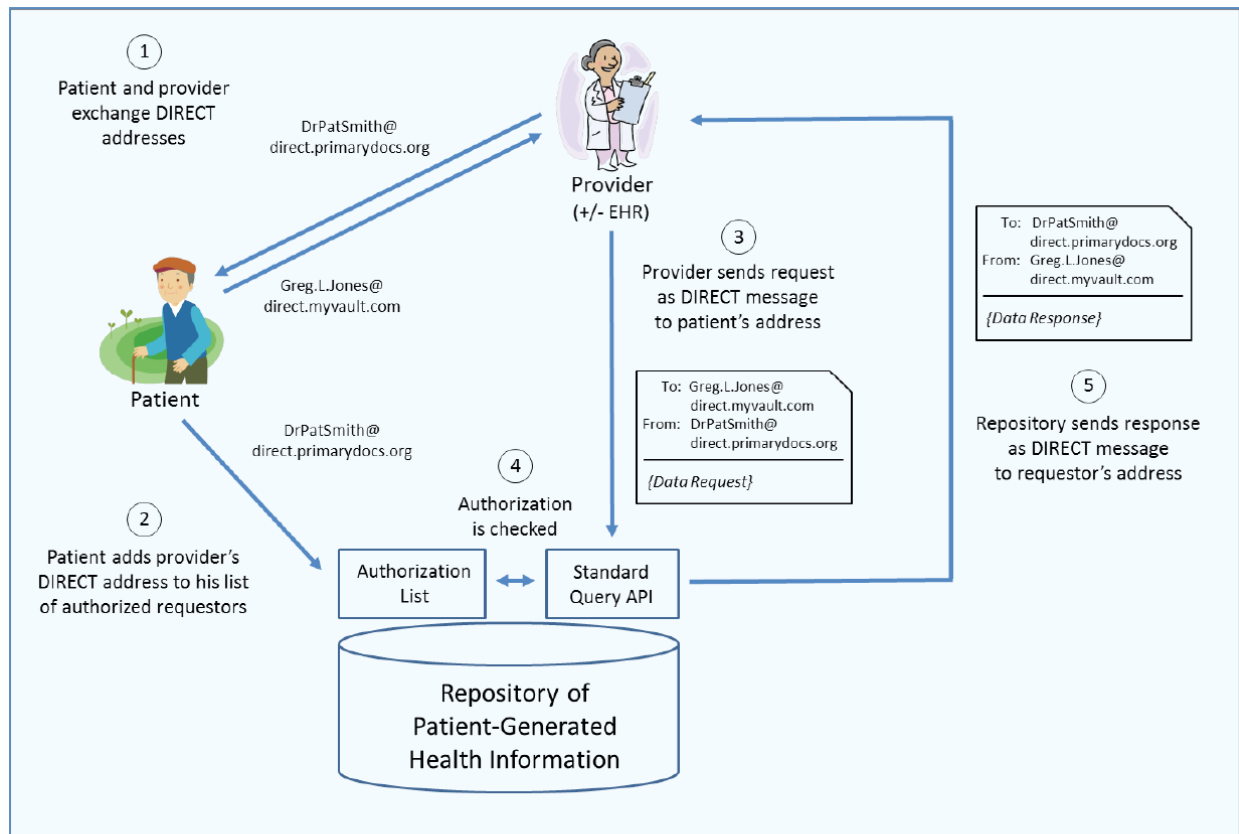 1
Patient and provider
exchange DIRECT
addresses
DrPatSmith@
direct.primarydocs.org
Provider
(+/- EHR)
Greg.L.Jones@
direct.myvault.com
Patient
DrPatSmith@
direct.primarydocs.org
2
Patient adds provider's
DIRECT address to his list
of authorized requestors
3
Provider sends request
as DIRECT message
to patient's address
To: Greg.L.Jones@
direct.myvault.com
From: DrPatSmith@
direct.primarydocs.org
{Data Request}
4
Authorization
is checked
Authorization
List
Standard
Query API
To: DrPatSmith@
direct.primarydocs.org
From: Greg.L.Jones@
direct.myvault.com
{Data Response}
5
Repository sends response
as DIRECT message
to requestor's address
Repository of
Patient-Generated
Health Information